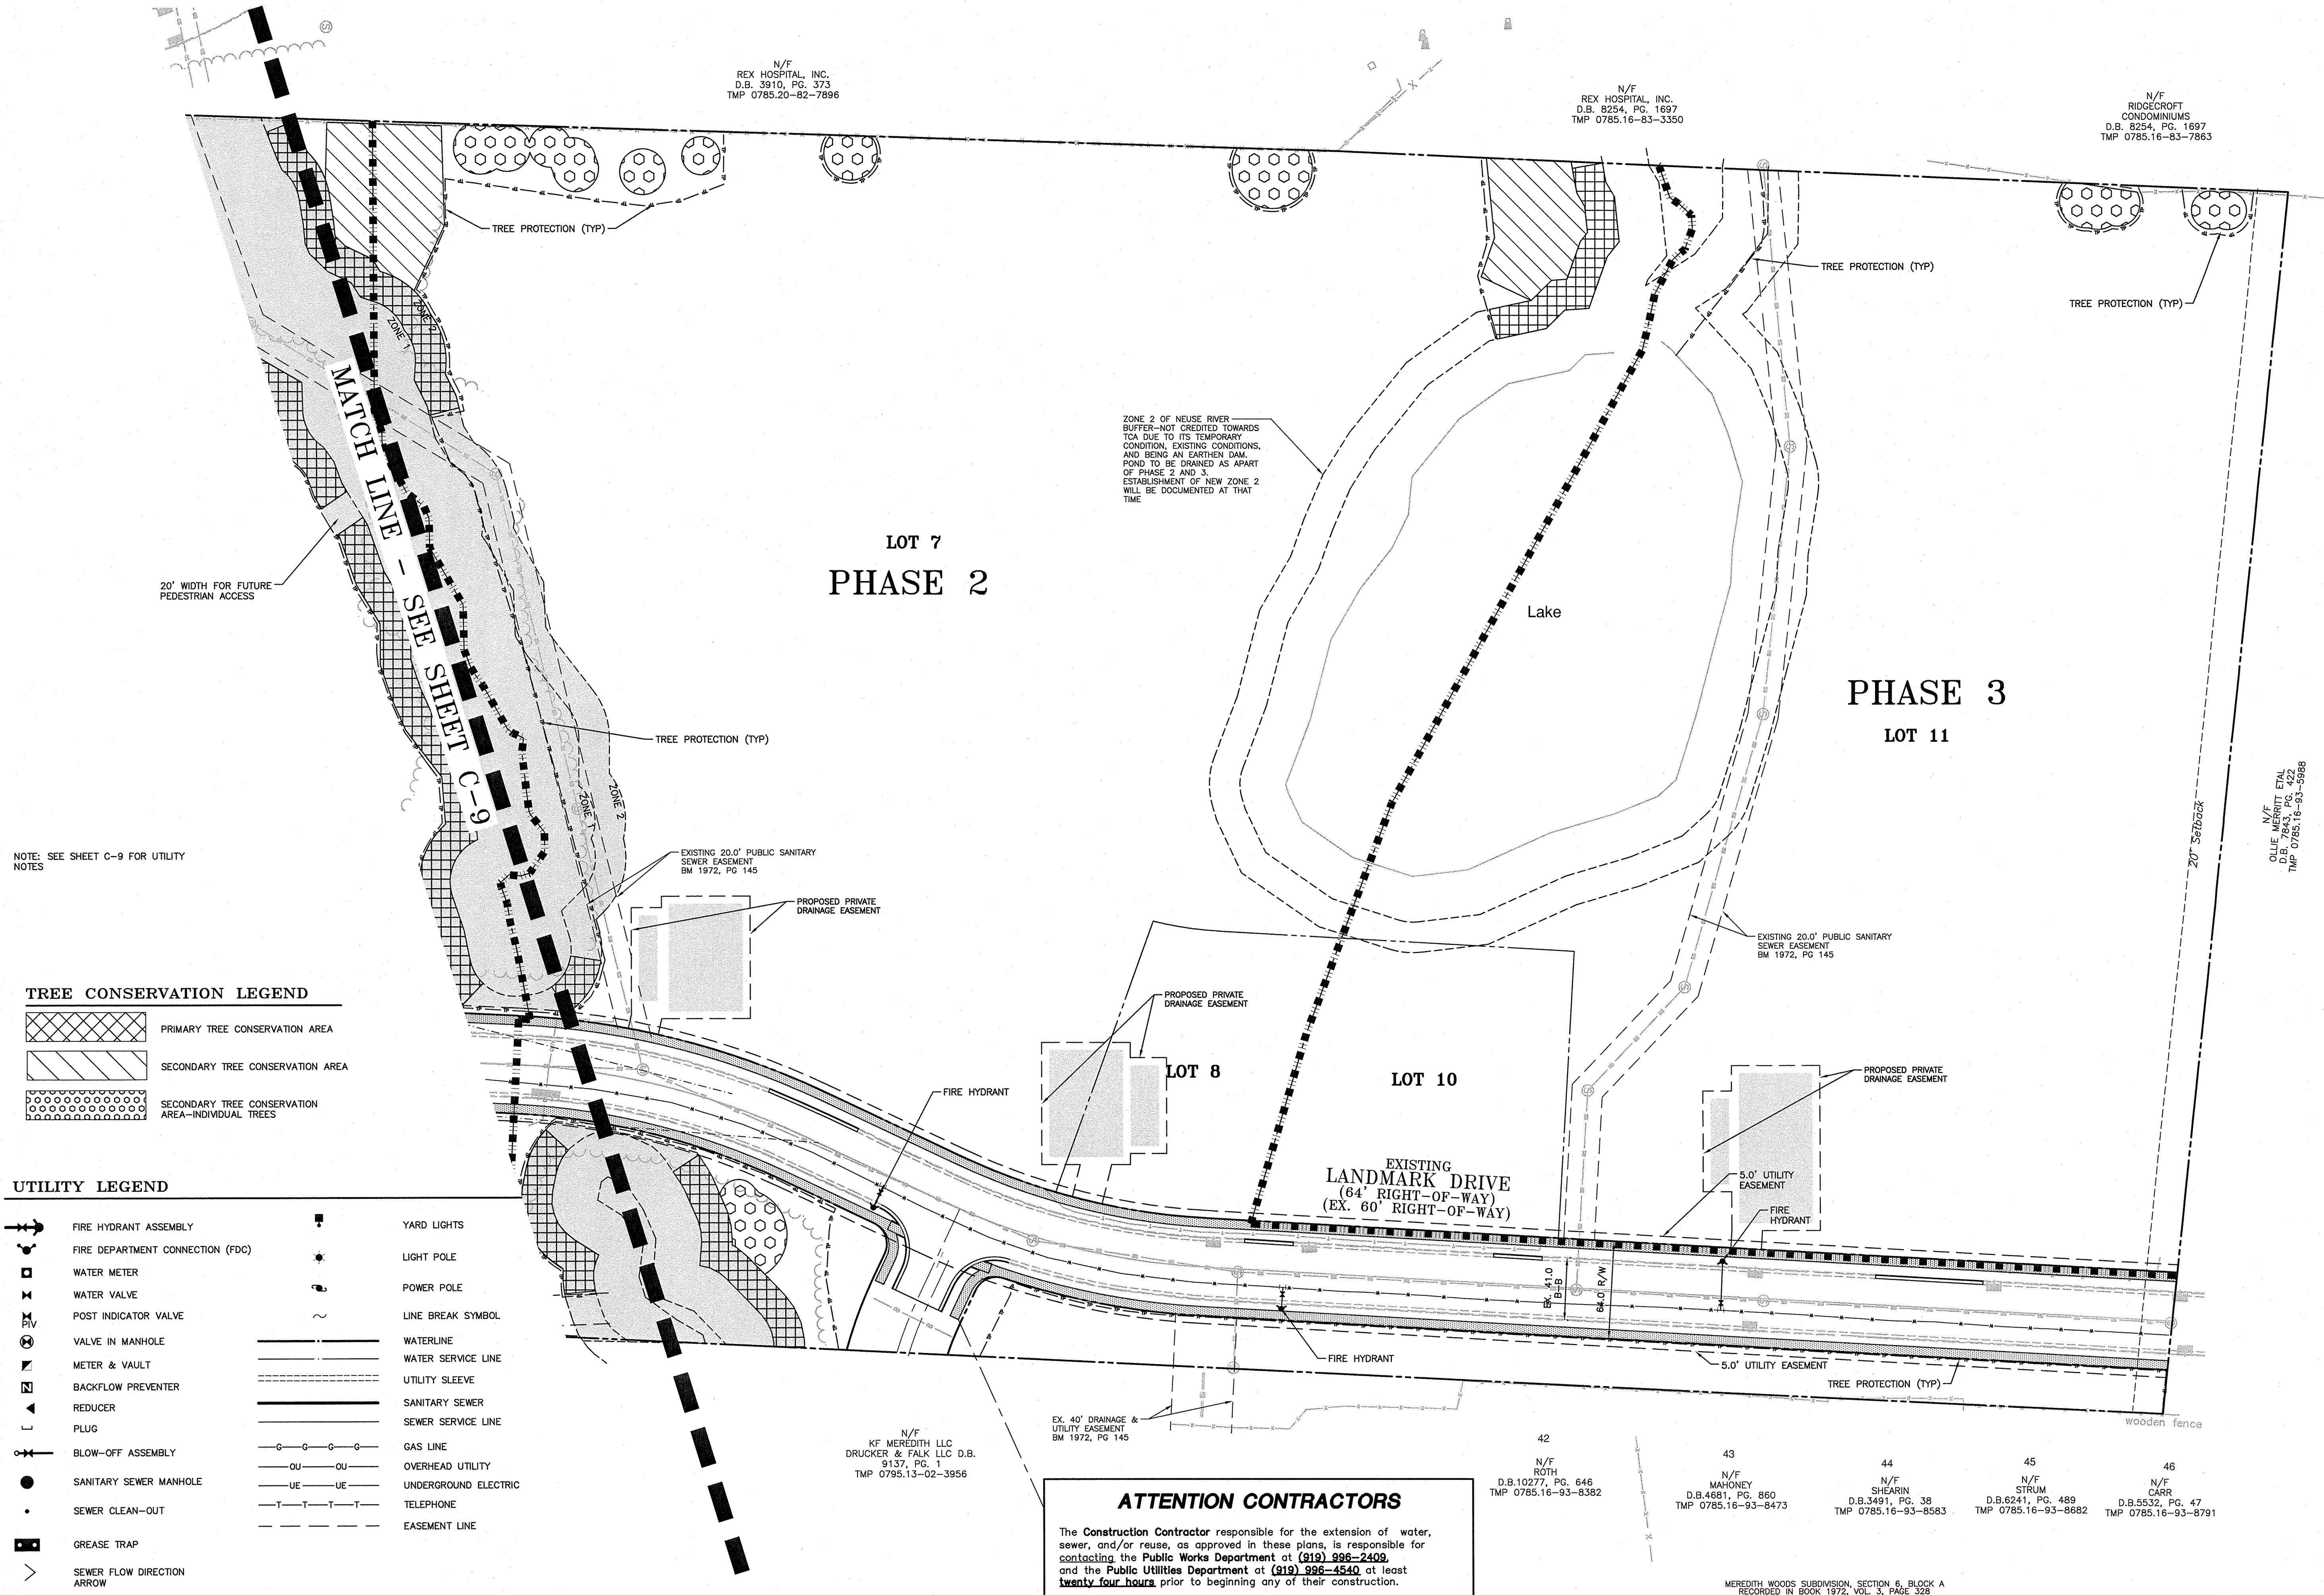 N/F
REX HOSPITAL, INC.
D.B. 3910, PG. 373
TMP 0785.20-82-7896
N/F
REX HOSPITAL, INC.
D.B. 8254, PG. 1697
TMP 0785.16-83-3350
N/F
RIDGECROFT
CONDOMINIUMS
D.B. 8254, PG. 1697
TMP 0785.16-83-7863
TREE PROTECTION (TYP)
TREE PROTECTION (TYP)
TREE PROTECTION (TYP)
ZONE 2
ZONE 1
MATCH LINE - SEE SHEET C-9
ZONE 2 OF NEUSE RIVER
BUFFER-NOT CREDITED TOWARDS
TCA DUE TO ITS TEMPORARY
CONDITION, EXISTING CONDITIONS,
AND BEING AN EARTHEN DAM.
POND TO BE DRAINED AS APART
OF PHASE 2 AND 3.
ESTABLISHMENT OF NEW ZONE 2
WILL BE DOCUMENTED AT THAT
TIME
LOT 7
PHASE 2
20' WIDTH FOR FUTURE
PEDESTRIAN ACCESS
Lake
PHASE 3
LOT 11
TREE PROTECTION (TYP)
ZONE 1
ZONE 2
20' Setback
N/F
OLLIE MERRITT ETAL
D.B. 7843, PG. 422
TMP 0785.16-93-5988
NOTE: SEE SHEET C-9 FOR UTILITY
NOTES
EXISTING 20.0' PUBLIC SANITARY
SEWER EASEMENT
BM 1972, PG 145
PROPOSED PRIVATE
DRAINAGE EASEMENT
EXISTING 20.0' PUBLIC SANITARY
SEWER EASEMENT
BM 1972, PG 145
PROPOSED PRIVATE
DRAINAGE EASEMENT
LOT 8
LOT 10
PROPOSED PRIVATE
DRAINAGE EASEMENT
FIRE HYDRANT
EXISTING
LANDMARK DRIVE
(64' RIGHT-OF-WAY)
(EX. 60' RIGHT-OF-WAY)
5.0' UTILITY
EASEMENT
FIRE
HYDRANT
EX. 41.0
B-B
64.0 R/W
FIRE HYDRANT
5.0' UTILITY EASEMENT
TREE PROTECTION (TYP)
wooden fence
TREE CONSERVATION LEGEND
PRIMARY TREE CONSERVATION AREA
SECONDARY TREE CONSERVATION AREA
SECONDARY TREE CONSERVATION
AREA-INDIVIDUAL TREES
UTILITY LEGEND
FIRE HYDRANT ASSEMBLY
FIRE DEPARTMENT CONNECTION (FDC)
WATER METER
WATER VALVE
PIV
POST INDICATOR VALVE
VALVE IN MANHOLE
METER & VAULT
N
BACKFLOW PREVENTER
REDUCER
PLUG
BLOW-OFF ASSEMBLY
SANITARY SEWER MANHOLE
SEWER CLEAN-OUT
GREASE TRAP
SEWER FLOW DIRECTION
ARROW
YARD LIGHTS
LIGHT POLE
POWER POLE
LINE BREAK SYMBOL
WATERLINE
WATER SERVICE LINE
UTILITY SLEEVE
SANITARY SEWER
SEWER SERVICE LINE
G G G G GAS LINE
OU OU OVERHEAD UTILITY
UE UE UNDERGROUND ELECTRIC
T T T T TELEPHONE
EASEMENT LINE
N/F
KF MEREDITH LLC
DRUCKER & FALK LLC D.B.
9137, PG. 1
TMP 0795.13-02-3956
EX. 40' DRAINAGE &
UTILITY EASEMENT
BM 1972, PG 145
42
N/F
ROTH
D.B.10277, PG. 646
TMP 0785.16-93-8382
43
N/F
MAHONEY
D.B.4681, PG. 860
TMP 0785.16-93-8473
44
N/F
SHEARIN
D.B.3491, PG. 38
TMP 0785.16-93-8583
45
N/F
STRUM
D.B.6241, PG. 489
TMP 0785.16-93-8682
46
N/F
CARR
D.B.5532, PG. 47
TMP 0785.16-93-8791
ATTENTION CONTRACTORS
The Construction Contractor responsible for the extension of water,
sewer, and/or reuse, as approved in these plans, is responsible for
contacting the Public Works Department at (919) 996-2409,
and the Public Utilities Department at (919) 996-4540 at least
twenty four hours prior to beginning any of their construction.
MEREDITH WOODS SUBDIVISION, SECTION 6, BLOCK A
RECORDED IN BOOK 1972, VOL. 3, PAGE 328